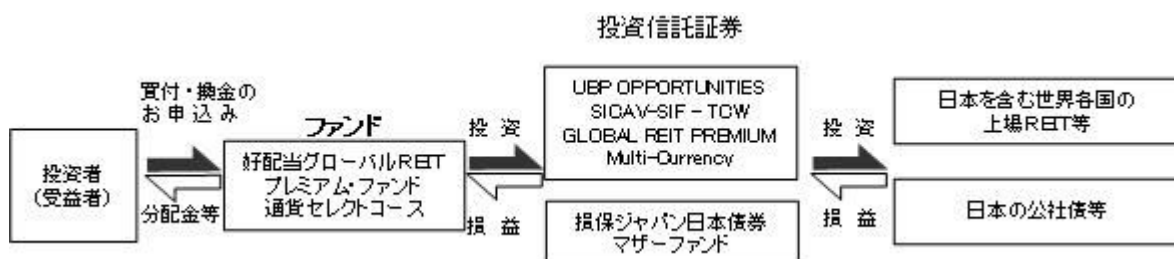 投資信託証券
買付・換金の
お申込み
投資者
(受益者)
分配金等
ファンド
好配当グローバルREIT
プレミアム・ファンド
通貨セレクトコース
投 資
損 益
UBP OPPORTUNITIES
SICAV-SIF - TCW
GLOBAL REIT PREMIUM
Multi-Currency
損保ジャパン日本債券
マザーファンド
投 資
損 益
日本を含む世界各国の
上場REIT等
日本の公社債等